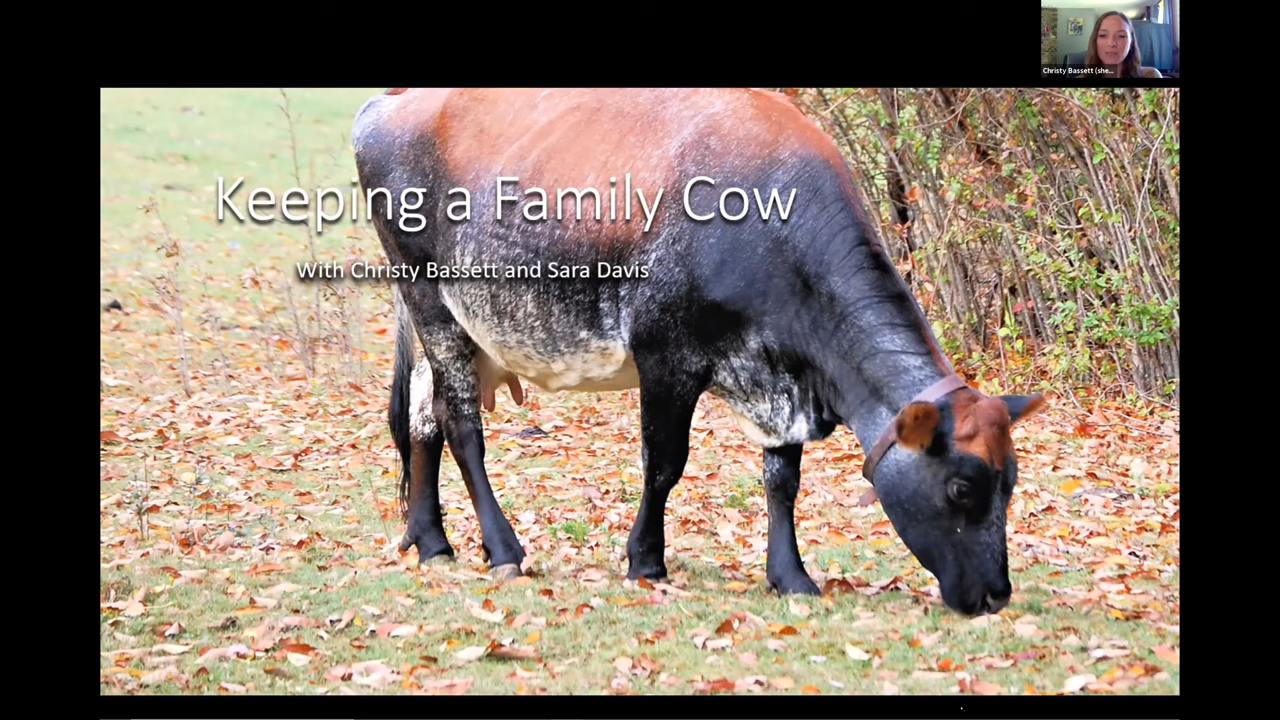 Christy Bassett (she...
Keeping a Family Cow
With Christy Bassett and Sara Davis